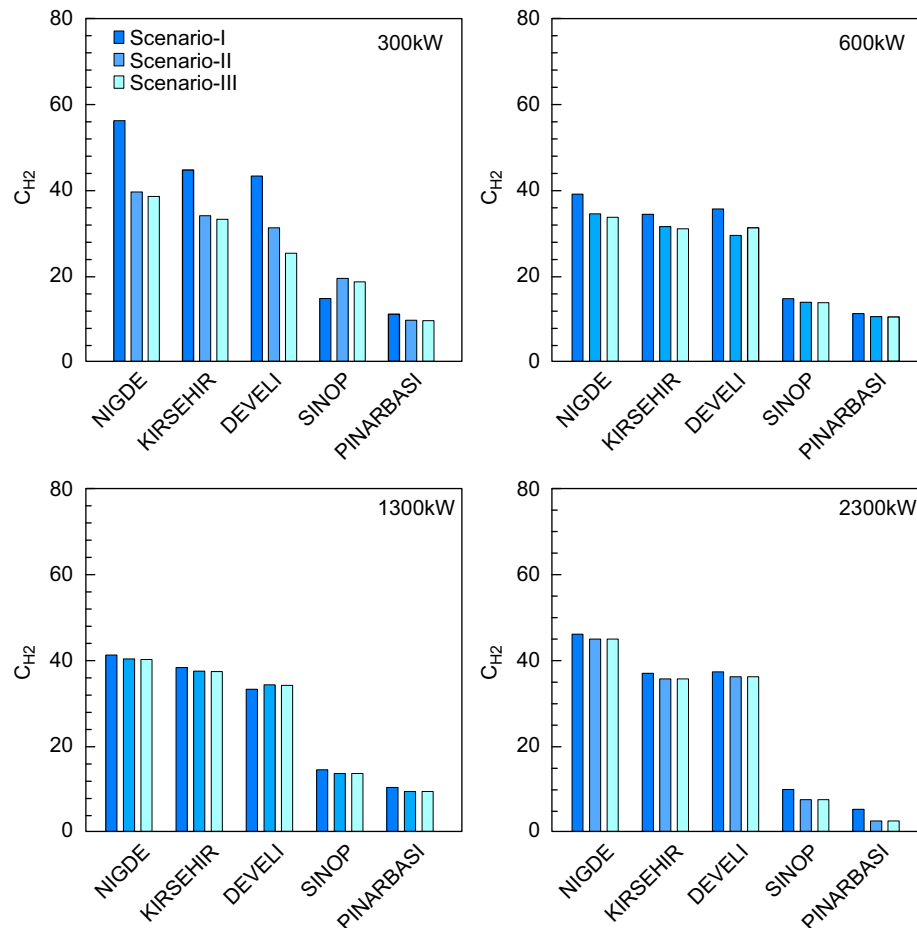 80
60
40
20
0
C_H2
Scenario-I
Scenario-II
Scenario-III
300kW
NIGDE
KIRSEHIR
DEVELI
SINOP
PINARBASI
80
60
40
20
0
C_H2
600kW
NIGDE
KIRSEHIR
DEVELI
SINOP
PINARBASI
80
60
40
20
0
C_H2
1300kW
NIGDE
KIRSEHIR
DEVELI
SINOP
PINARBASI
80
60
40
20
0
C_H2
2300kW
NIGDE
KIRSEHIR
DEVELI
SINOP
PINARBASI